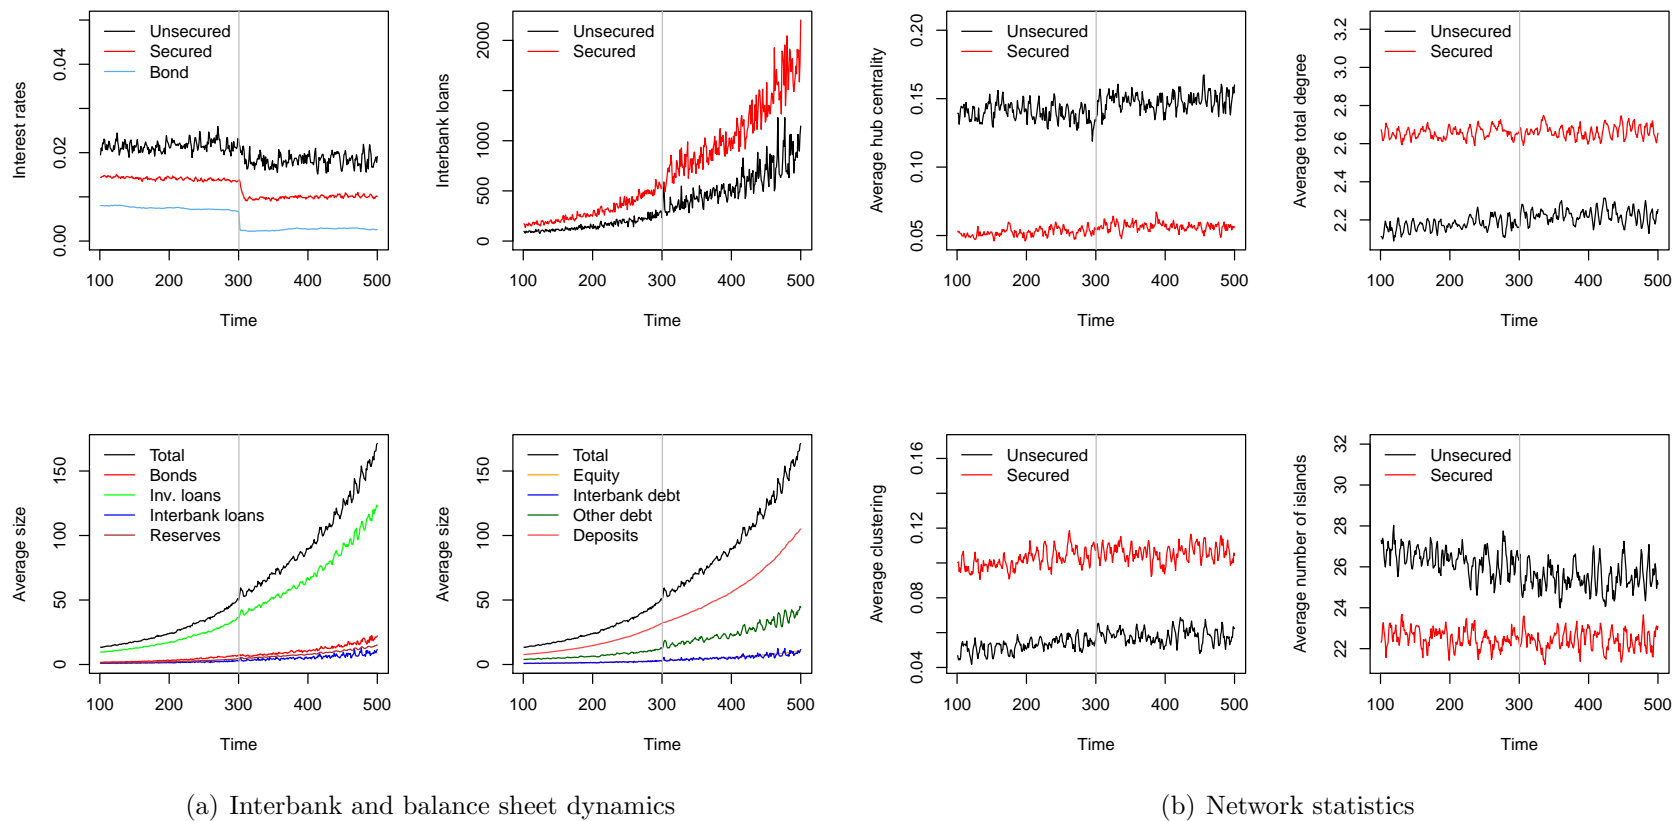 Interest rates
0.00
0.02
0.04
Unsecured
Secured
Bond
100
200
300
400
500
Time
Interbank loans
0
500
1000
2000
Unsecured
Secured
100
200
300
400
500
Time
Average hub centrality
0.05
0.10
0.15
0.20
Unsecured
Secured
100
200
300
400
500
Time
Average total degree
2.2
2.4
2.6
2.8
3.0
3.2
Unsecured
Secured
100
200
300
400
500
Time
Average size
0
50
100
150
Total
Bonds
Inv. loans
Interbank loans
Reserves
100
200
300
400
500
Time
Average size
0
50
100
150
Total
Equity
Interbank debt
Other debt
Deposits
100
200
300
400
500
Time
Average clustering
0.04
0.08
0.12
0.16
Unsecured
Secured
100
200
300
400
500
Time
Average number of islands
22
24
26
28
30
32
Unsecured
Secured
100
200
300
400
500
Time
(a) Interbank and balance sheet dynamics
(b) Network statistics